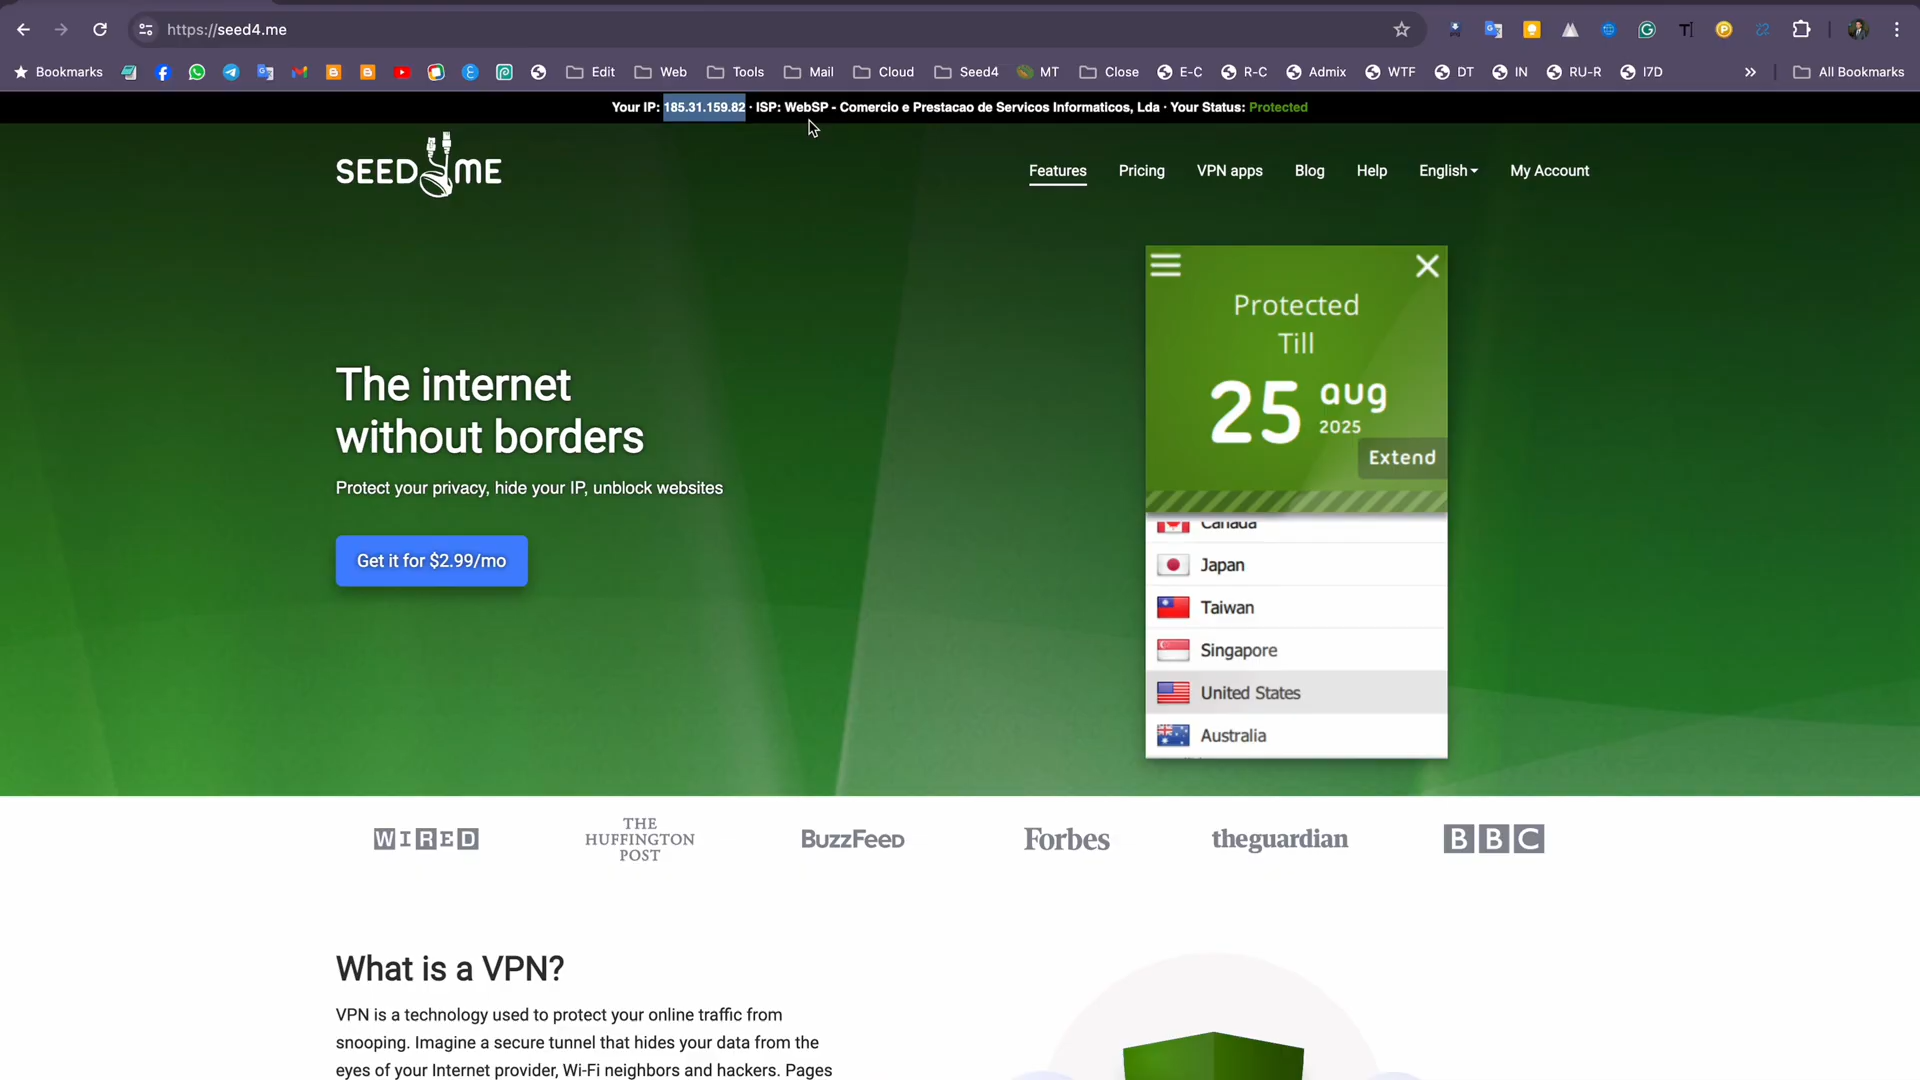 https://seed4.me
Bookmarks Edit Web Tools Mail Cloud Seed4 MT Close E-C R-C Admix WTF DT IN RU-R I7D All Bookmarks
Your IP: 185.31.159.82 · ISP: WebSP - Comercio e Prestacao de Servicos Informaticos, Lda · Your Status: Protected
SEED4ME
Features Pricing VPN apps Blog Help English My Account
Protected
Till
25 aug
2025
Extend
Canada
Japan
Taiwan
Singapore
United States
Australia
The internet
without borders
Protect your privacy, hide your IP, unblock websites
Get it for $2.99/mo
WIRED
THE
HUFFINGTON
POST
BuzzFeed
Forbes
theguardian
BBC
What is a VPN?
VPN is a technology used to protect your online traffic from
snooping. Imagine a secure tunnel that hides your data from the
eyes of your Internet provider, Wi-Fi neighbors and hackers. Pages